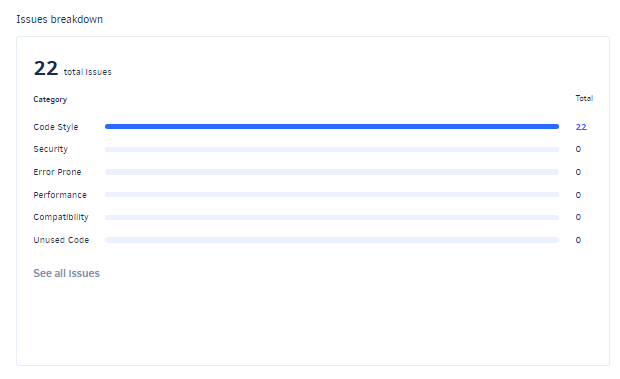 Issues breakdown
22 total issues
Category Total
Code Style 22
Security 0
Error Prone 0
Performance 0
Compatibility 0
Unused Code 0
See all issues